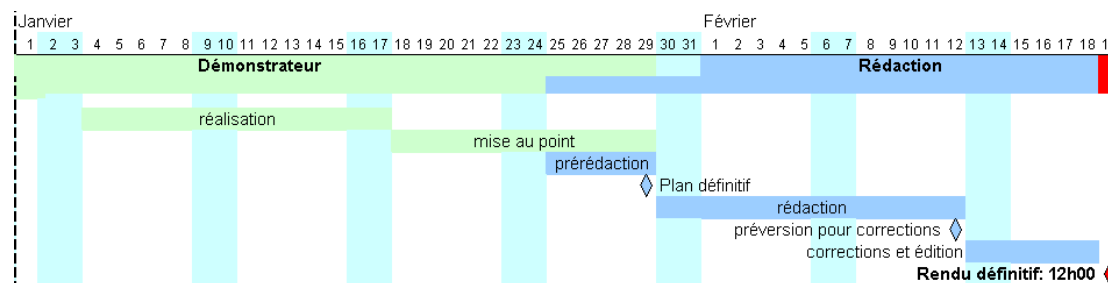 Janvier Février
1 2 3 4 5 6 7 8 9 10 11 12 13 14 15 16 17 18 19 20 21 22 23 24 25 26 27 28 29 30 31 1 2 3 4 5 6 7 8 9 10 11 12 13 14 15 16 17 18
Démonstrateur Rédaction
réalisation
mise au point
prérédaction
Plan définitif
rédaction
préversion pour corrections
corrections et édition
Rendu définitif: 12h00